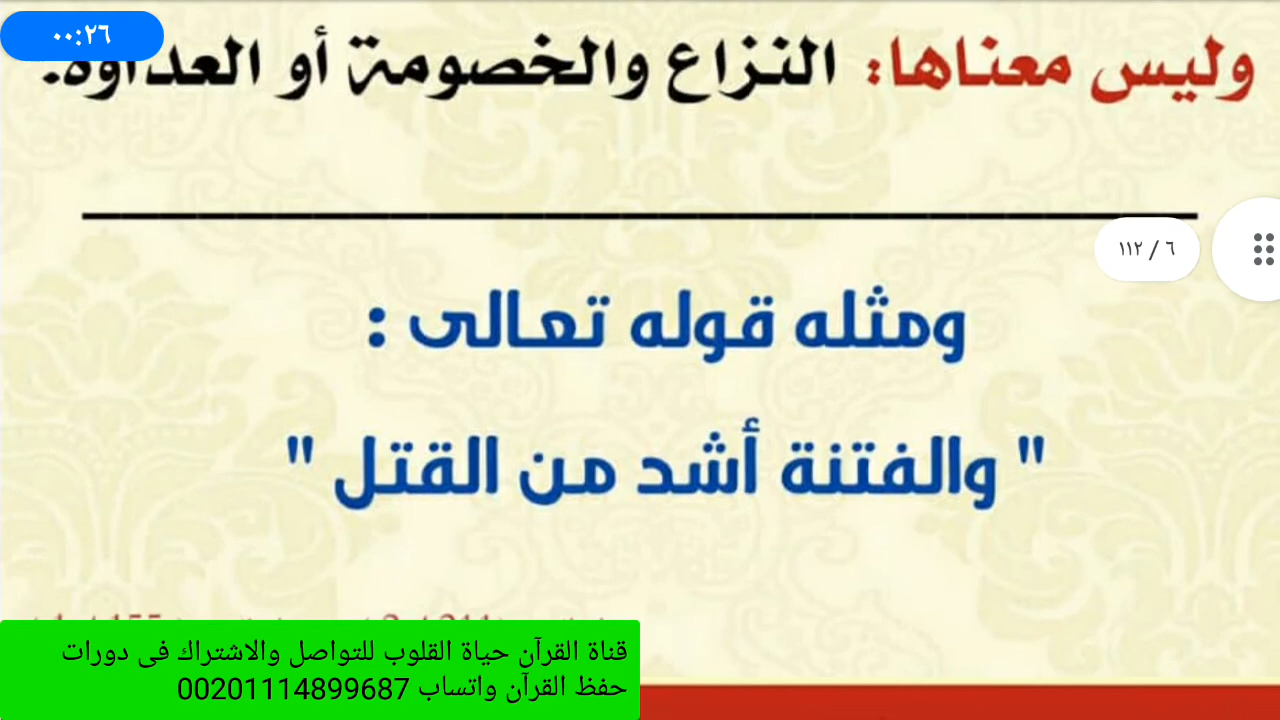 ٠٠:٢٦
وليس معناها: النزاع والخصومة أو العداوة.
٦ / ١١٢
ومثله قوله تعالى :
" والفتنة أشد من القتل "
قناة القرآن حياة القلوب للتواصل والاشتراك فى دورات
حفظ القرآن واتساب 00201114899687